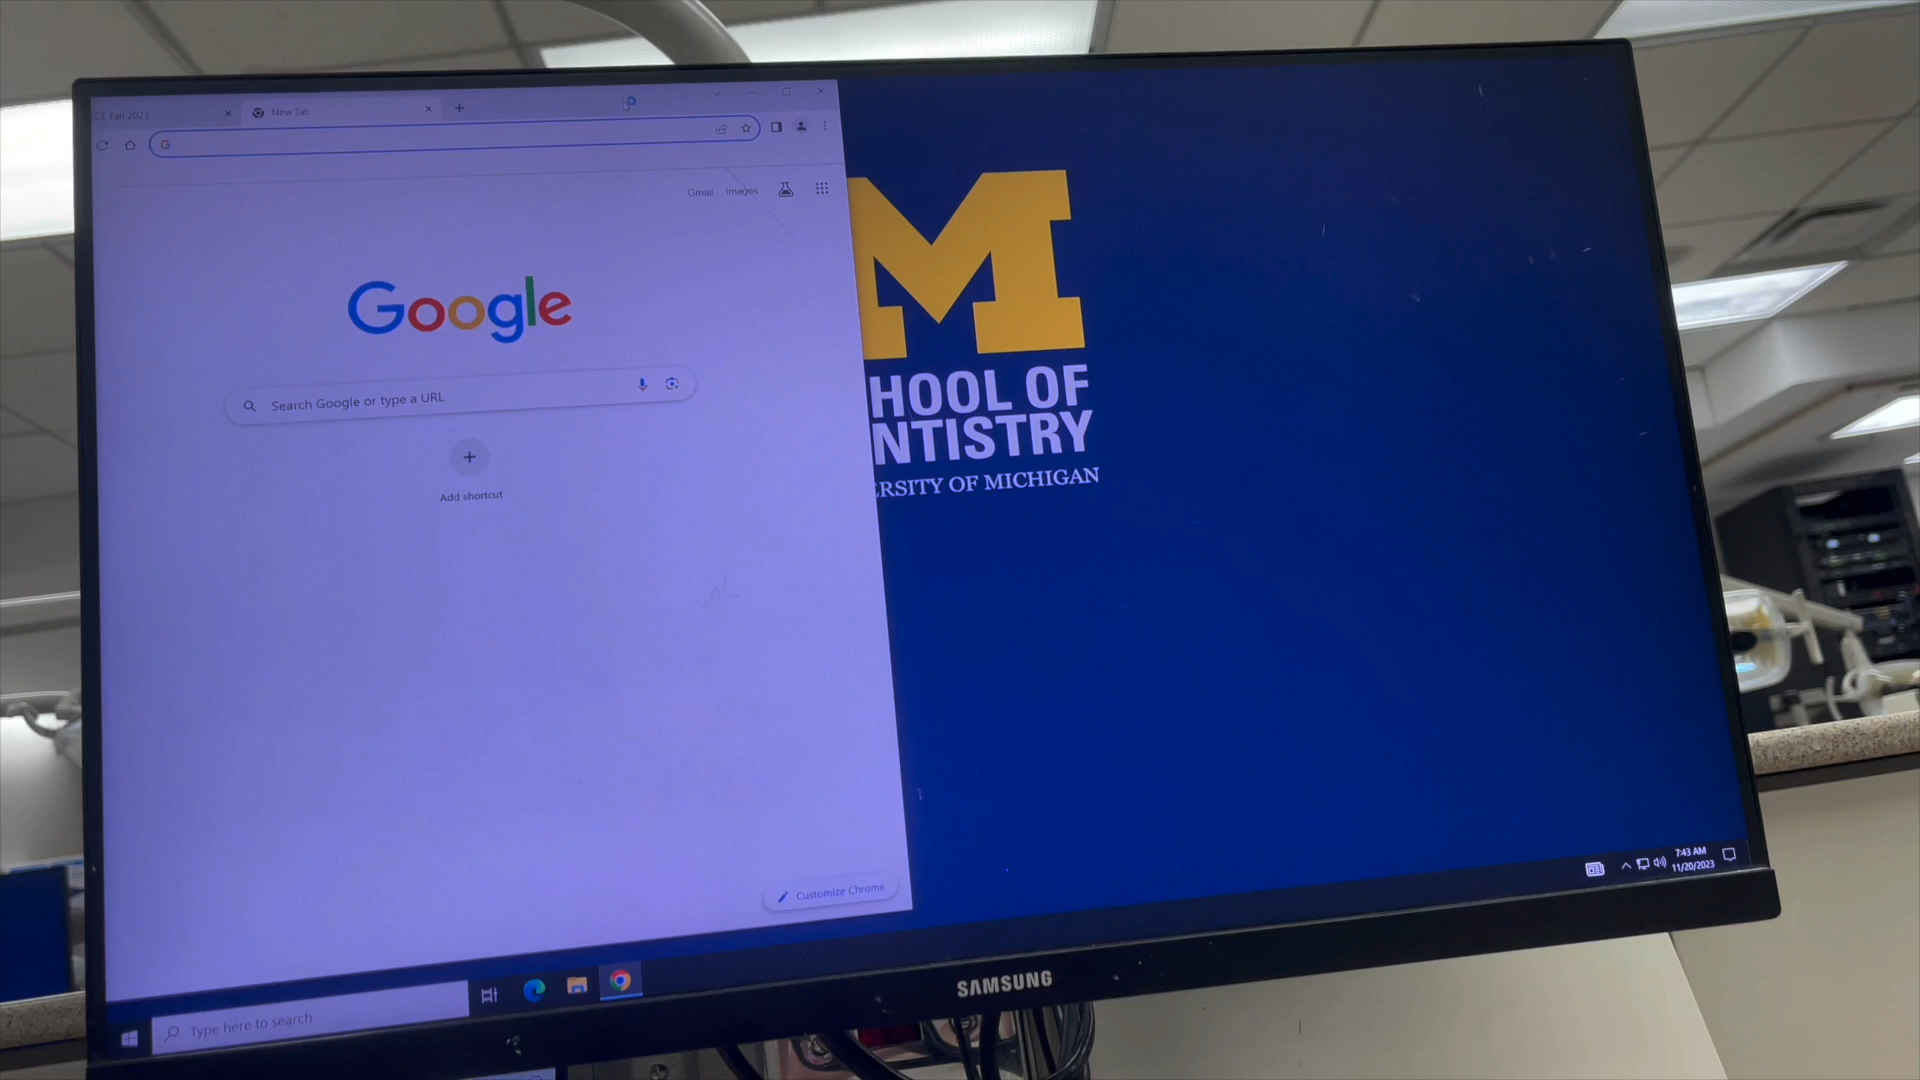 CE Fall 2023
New Tab
Gmail Images
Google
Search Google or type a URL
Add shortcut
Customize Chrome
M
HOOL OF
NTISTRY
ERSITY OF MICHIGAN
7:43 AM
11/20/2023
Type here to search
SAMSUNG